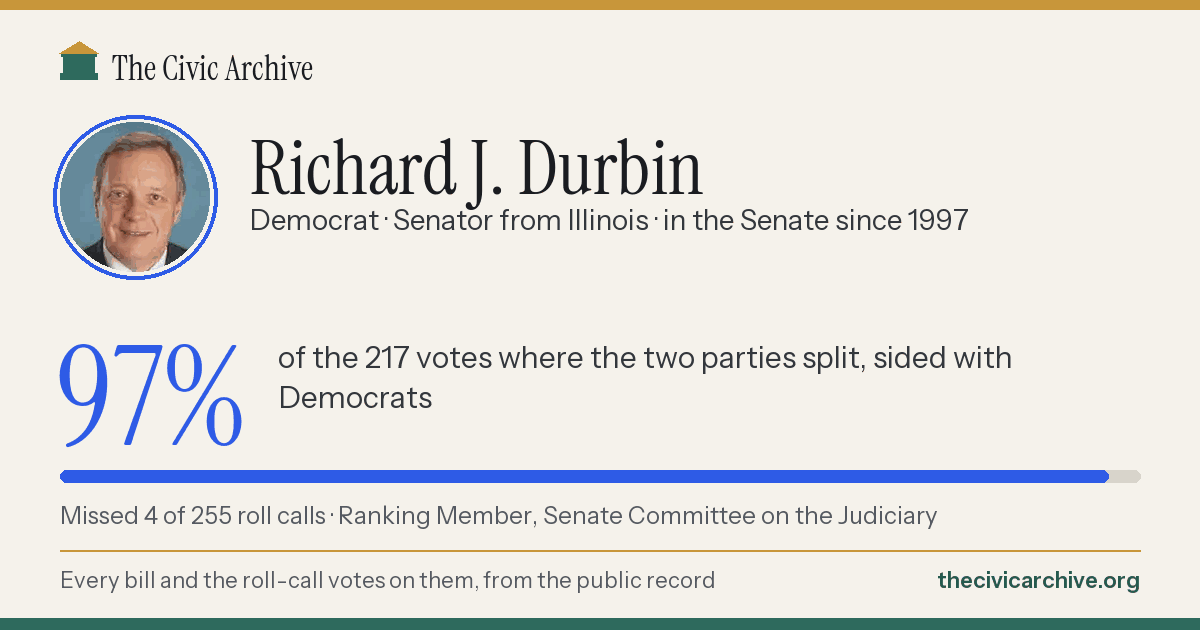 The Civic Archive
Richard J. Durbin
Democrat · Senator from Illinois · in the Senate since 1997
97%
of the 217 votes where the two parties split, sided with
Democrats
Missed 4 of 255 roll calls · Ranking Member, Senate Committee on the Judiciary
Every bill and the roll-call votes on them, from the public record
thecivicarchive.org